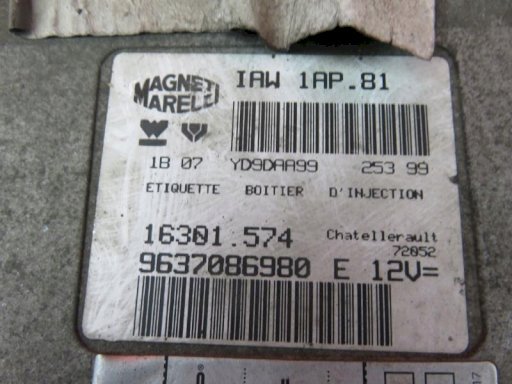 MAGNETI MARELLI
IAW 1AP.81
18 07 YD9DAA99 253 99
ETIQUETTE BOITIER D'INJECTION
16301.574 Chatellerault
72052
9637086980 E 12V=